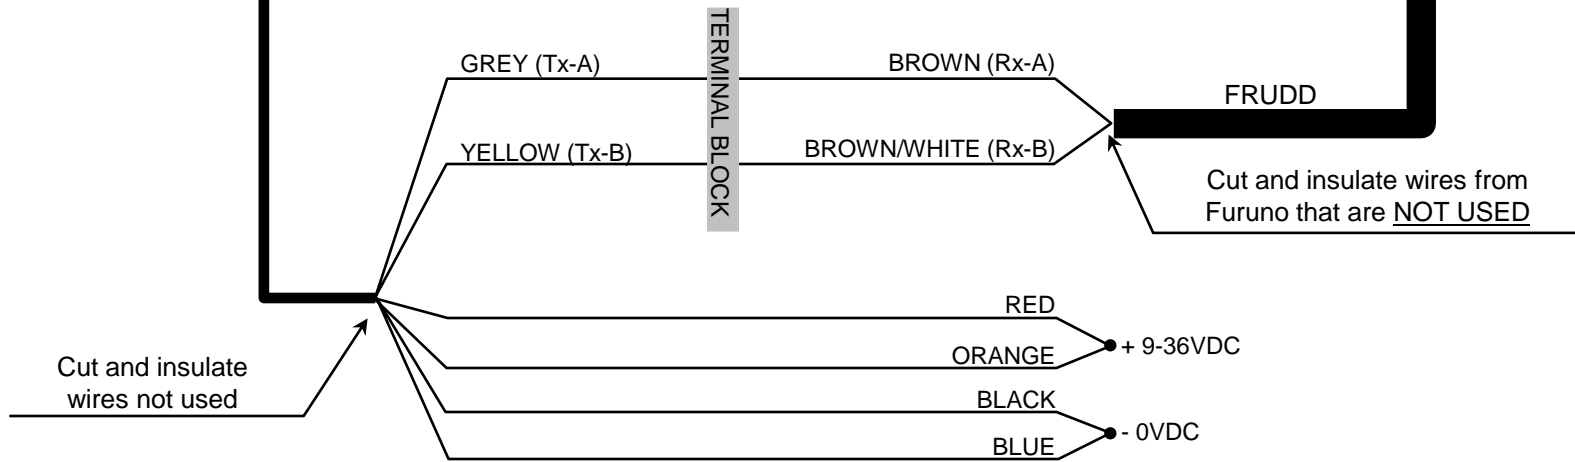 GREY (Tx-A)
TERMINAL BLOCK
BROWN (Rx-A)
FRUDD
YELLOW (Tx-B)
BROWN/WHITE (Rx-B)
Cut and insulate wires from
Furuno that are NOT USED
RED
+ 9-36VDC
ORANGE
Cut and insulate
wires not used
BLACK
- 0VDC
BLUE